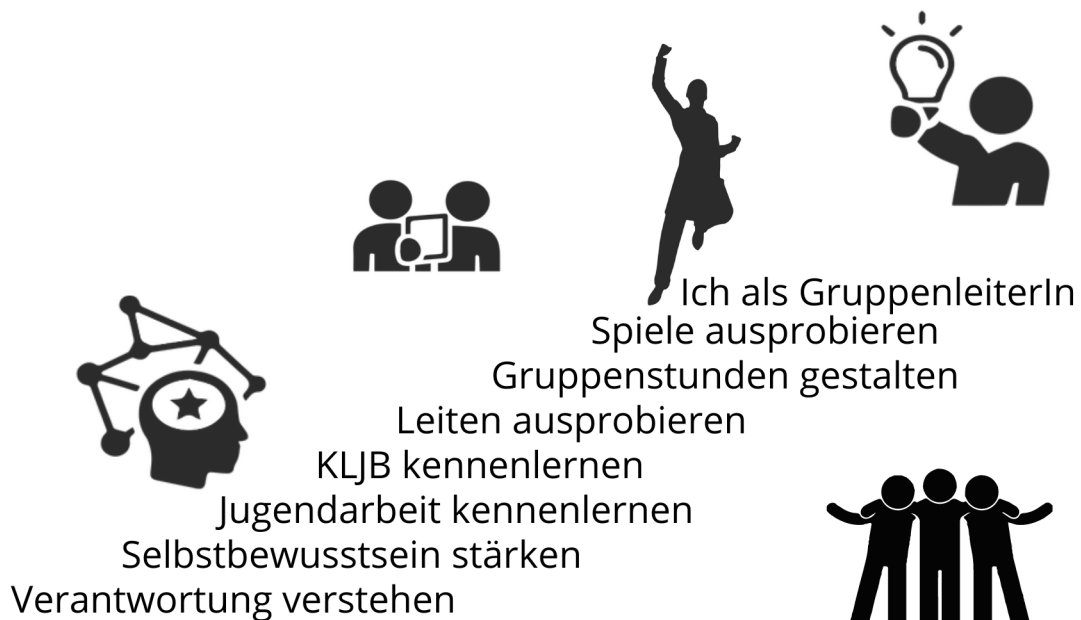 Ich als GruppenleiterIn
Spiele ausprobieren
Gruppenstunden gestalten
Leiten ausprobieren
KLJB kennenlernen
Jugendarbeit kennenlernen
Selbstbewusstsein stärken
Verantwortung verstehen